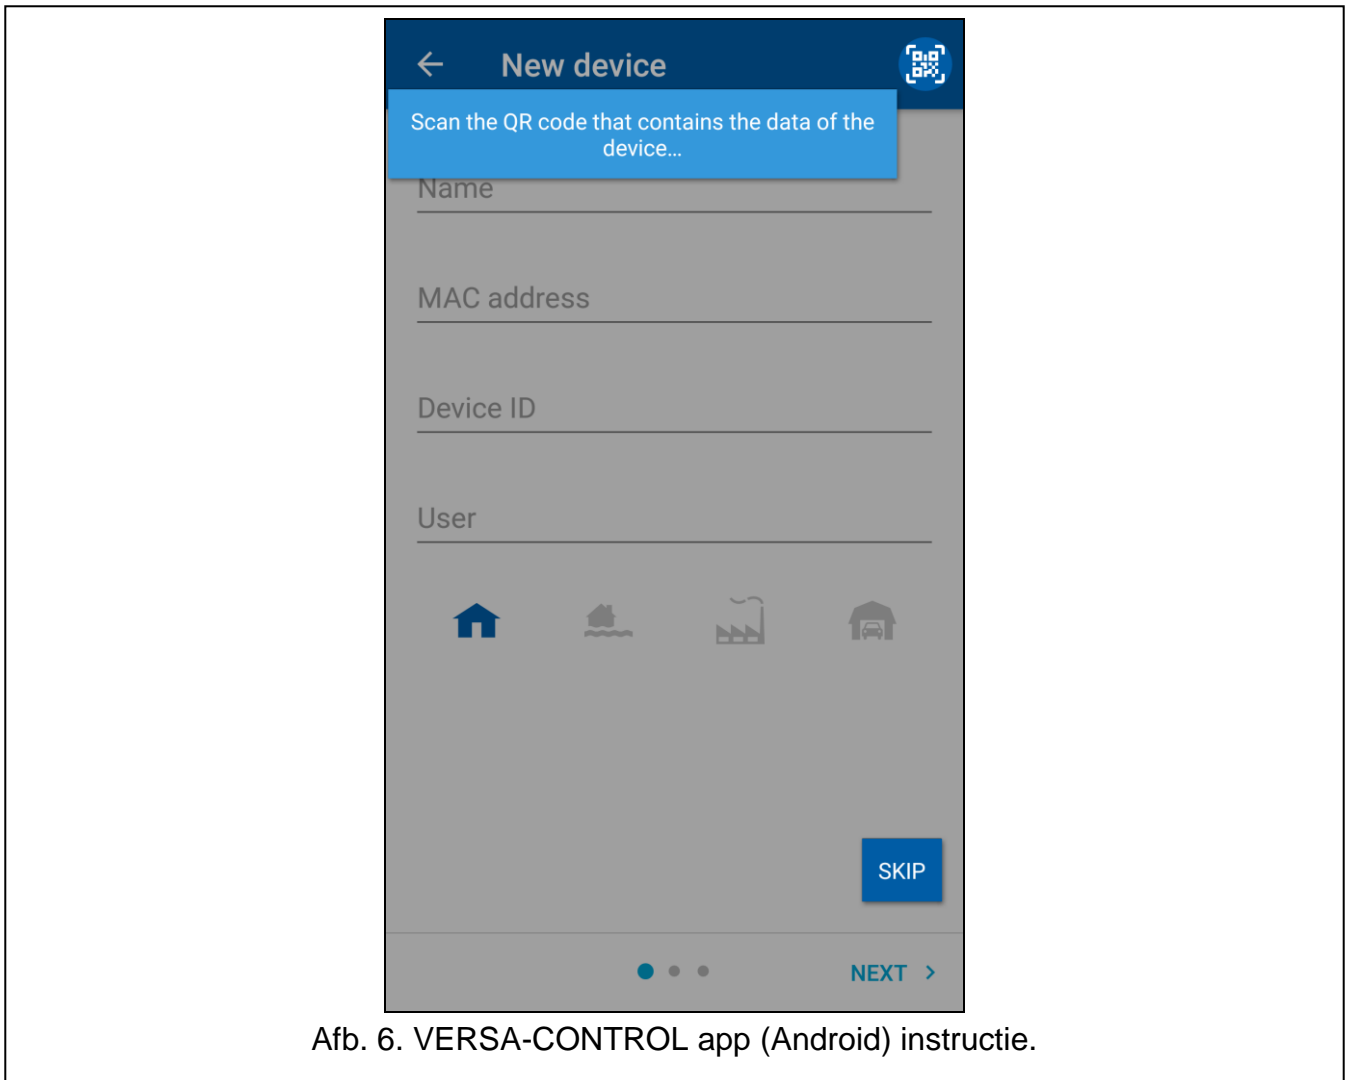 New device
Scan the QR code that contains the data of the
device...
Name
MAC address
Device ID
User
SKIP
NEXT
Afb. 6. VERSA-CONTROL app (Android) instructie.